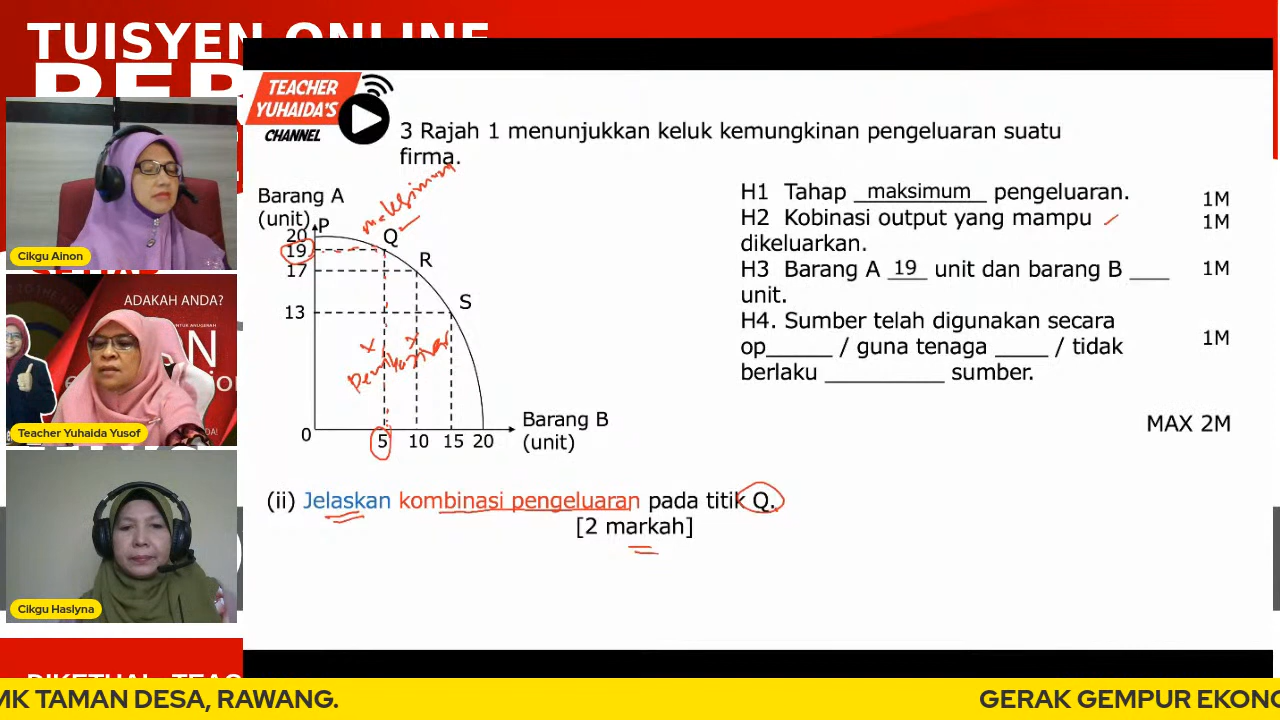 TUISYEN ONLINE
TEACHER
YUHAIDA'S
CHANNEL
3 Rajah 1 menunjukkan keluk kemungkinan pengeluaran suatu
firma.
Barang A
(unit)
maksimum
20 P
19 Q
17 R
13 S
Pembaziran
0 5 10 15 20
Barang B
(unit)
H1 Tahap maksimum pengeluaran. 1M
H2 Kobinasi output yang mampu 1M
dikeluarkan.
H3 Barang A 19 unit dan barang B ____ 1M
unit.
H4. Sumber telah digunakan secara
op______ / guna tenaga ____ / tidak 1M
berlaku _________ sumber.
MAX 2M
(ii) Jelaskan kombinasi pengeluaran pada titik Q.
[2 markah]
Cikgu Ainon
ADAKAH ANDA?
Teacher Yuhaida Yusof
Cikgu Haslyna
MK TAMAN DESA, RAWANG.
GERAK GEMPUR EKONO